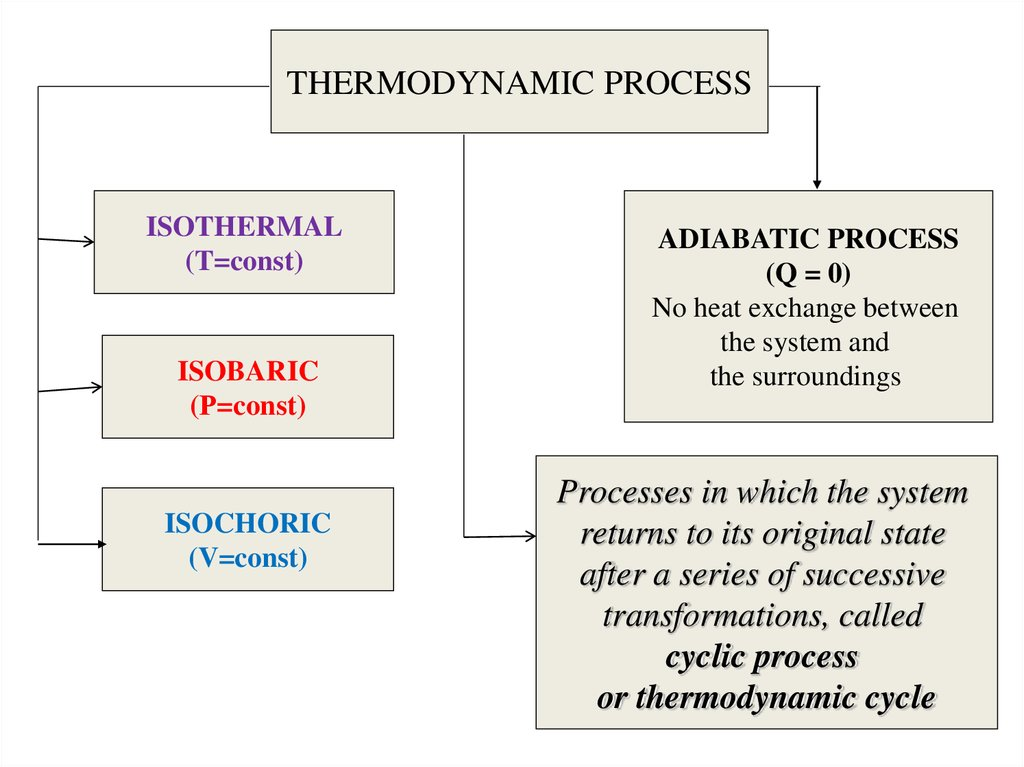 THERMODYNAMIC PROCESS
ISOTHERMAL
(T=const)
ISOBARIC
(P=const)
ISOCHORIC
(V=const)
ADIABATIC PROCESS
(Q = 0)
No heat exchange between
the system and
the surroundings
Processes in which the system
returns to its original state
after a series of successive
transformations, called
cyclic process
or thermodynamic cycle